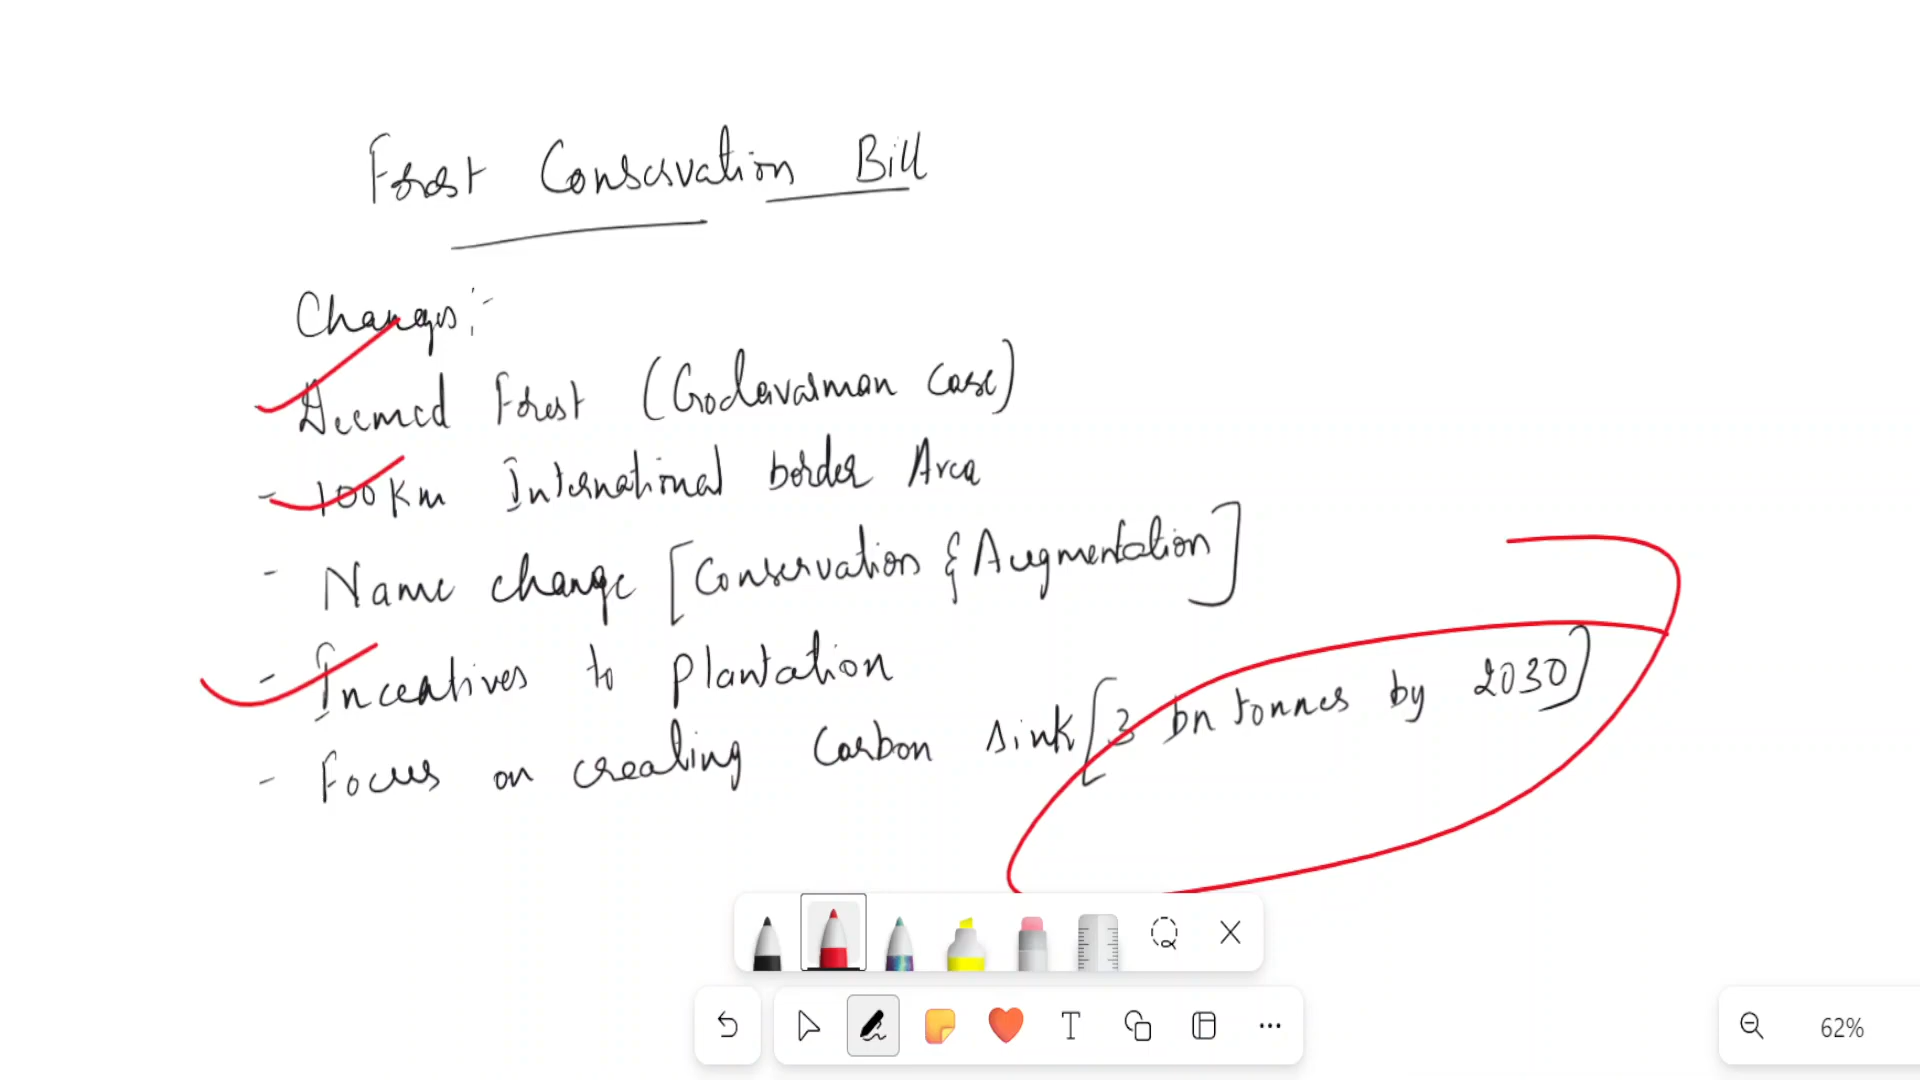 Forest Conservation Bill
Changes:-
- Deemed Forest (Godavarman case)
- 100 Km International border Area
- Name change [Conservation & Augmentation]
- Incentives to Plantation
- Focus on creating Carbon sink [3 bn tonnes by 2030]
62%